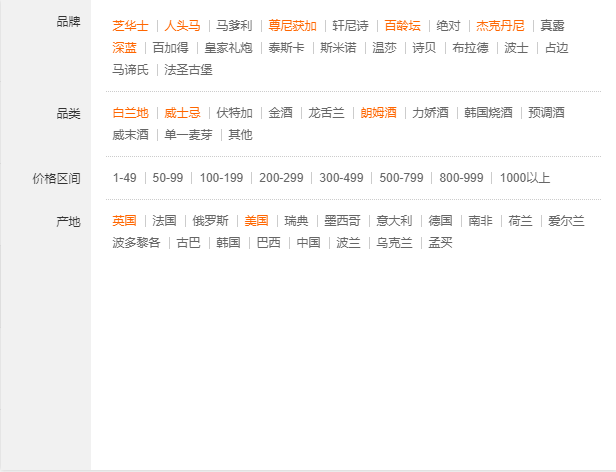 品牌 芝华士 人头马 马爹利 尊尼获加 轩尼诗 百龄坛 绝对 杰克丹尼 真露
深蓝 百加得 皇家礼炮 泰斯卡 斯米诺 温莎 诗贝 布拉德 波士 占边
马谛氏 法圣古堡
品类 白兰地 威士忌 伏特加 金酒 龙舌兰 朗姆酒 力娇酒 韩国烧酒 预调酒
威末酒 单一麦芽 其他
价格区间 1-49 50-99 100-199 200-299 300-499 500-799 800-999 1000以上
产地 英国 法国 俄罗斯 美国 瑞典 墨西哥 意大利 德国 南非 荷兰 爱尔兰
波多黎各 古巴 韩国 巴西 中国 波兰 乌克兰 孟买